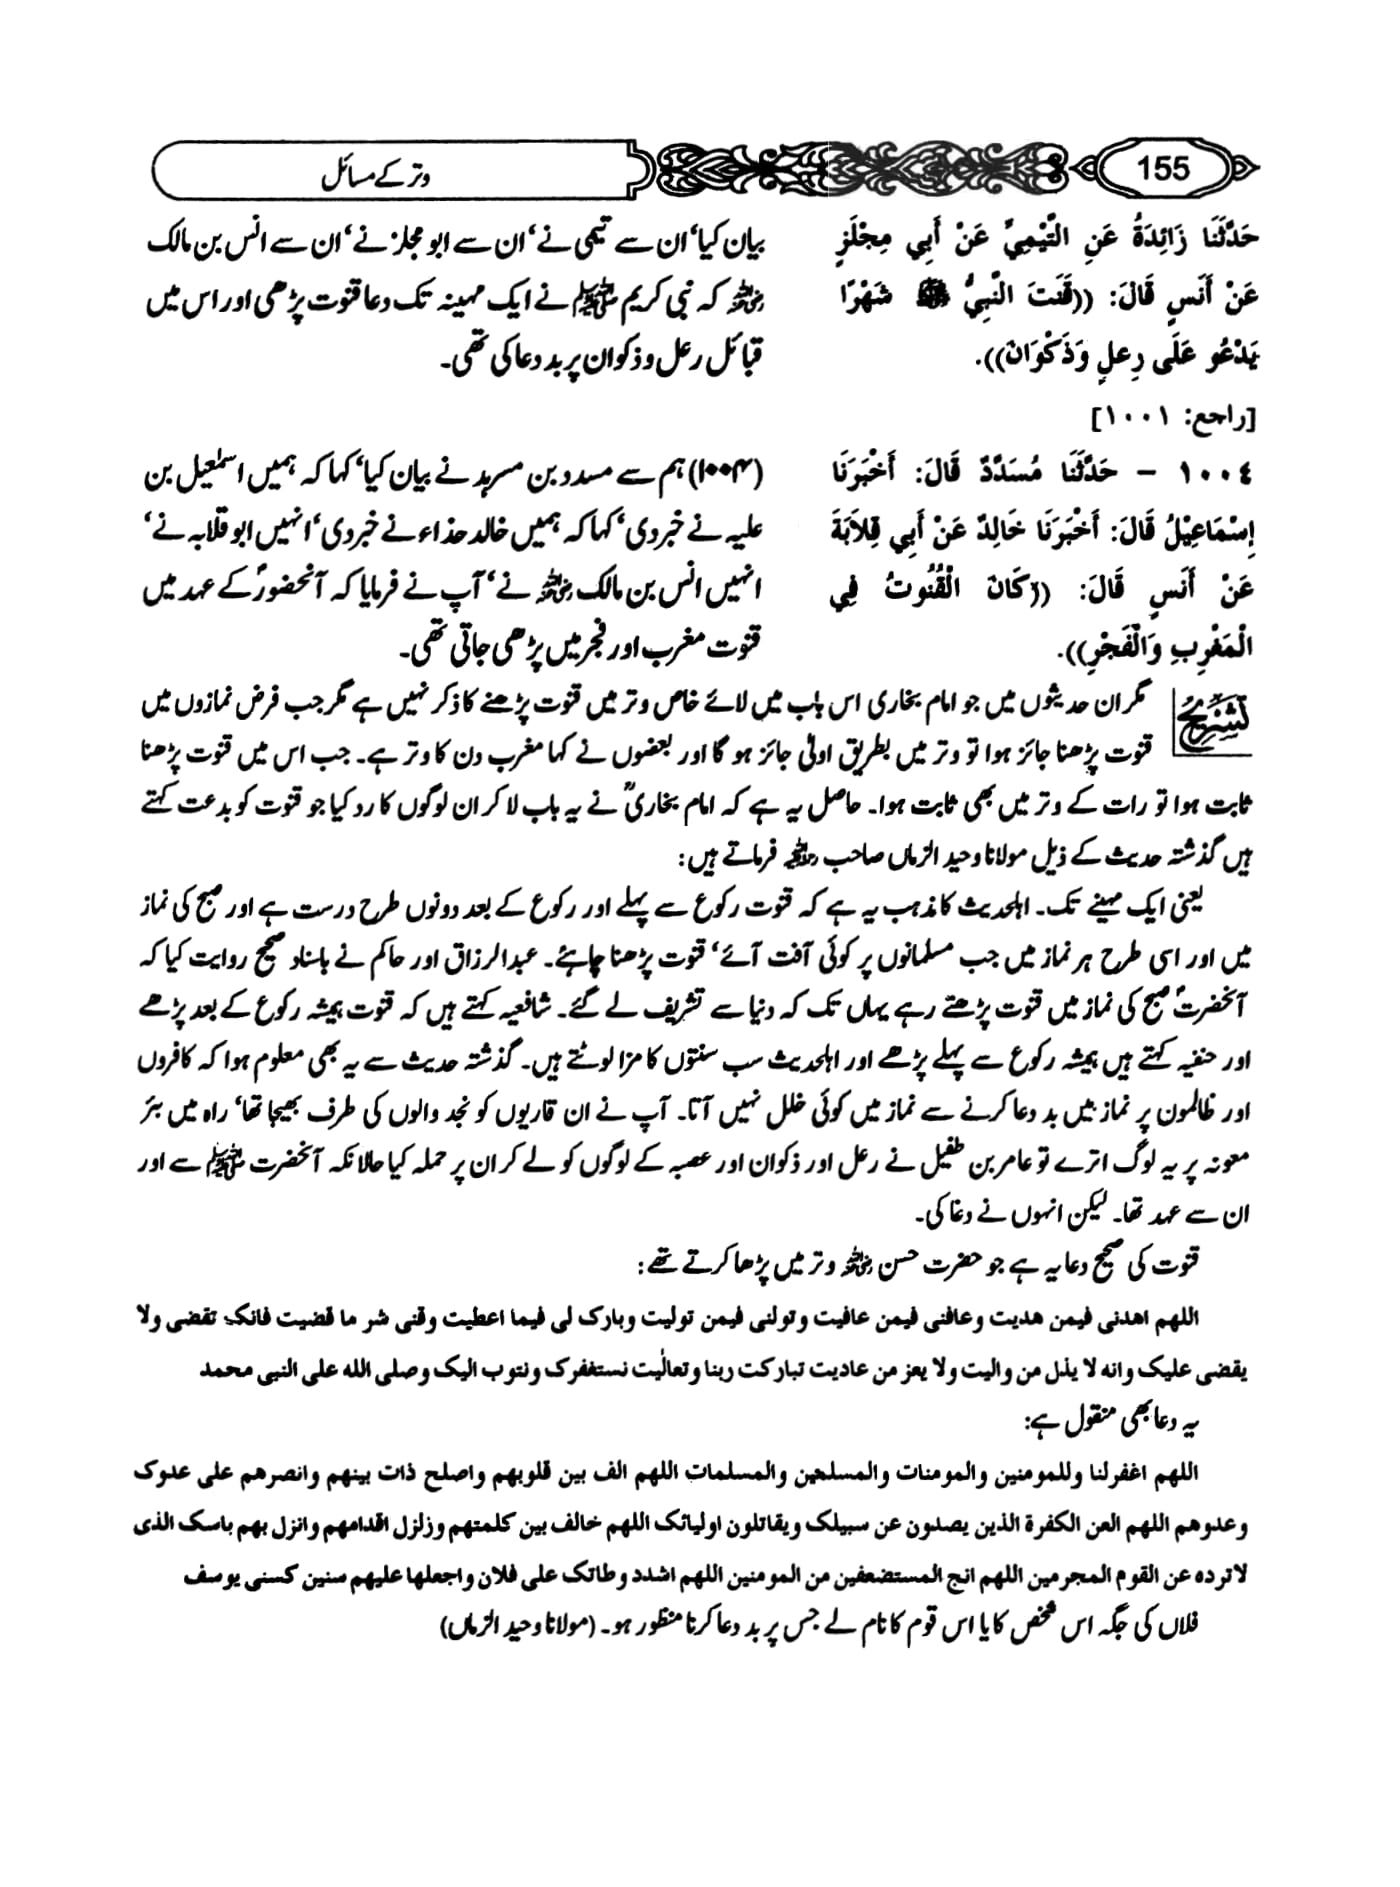 155
وتر کے مسائل
حَدَّثَنَا زَائِدَةُ عَنِ التَّيْمِيِّ عَنْ أَبِي مِجْلَزٍ
عَنْ أَنَسٍ قَالَ: ((قَنَتَ النَّبِيُّ ﷺ شَهْرًا
يَدْعُو عَلَى رِعلٍ وَذَكْوَانَ)).
[راجع: ١٠٠١]
١٠٠٤ – حَدَّثَنَا مُسَدَّدٌ قَالَ: أَخْبَرَنَا
إِسْمَاعِيْلُ قَالَ: أَخْبَرَنَا خَالِدٌ عَنْ أَبِي قِلاَبَةَ
عَنْ أَنَسٍ قَالَ: ((كَانَ الْقُنُوتُ فِي
الْمَغْرِبِ وَالْفَجْرِ)).
بیان کیا‘ ان سے تیمی نے‘ ان سے ابو مجلز نے‘ ان سے انس بن مالک
رضی اللہ عنہ کہ نبی کریم صلی اللہ علیہ وسلم نے ایک مہینہ تک دعا قنوت پڑھی اور اس میں
قبائل رعل و ذکوان پر بد دعا کی تھی۔
(۱۰۰۴) ہم سے مسدد بن مسرہد نے بیان کیا‘ کہا کہ ہمیں اسمٰعیل بن
علیہ نے خبر دی‘ کہا کہ ہمیں خالد حذاء نے خبر دی‘ انہیں ابو قلابہ نے‘
انہیں انس بن مالک رضی اللہ عنہ نے‘ آپ نے فرمایا کہ آنحضورؐ کے عہد میں
قنوت مغرب اور فجر میں پڑھی جاتی تھی۔
تشریح
مگر ان حدیثوں میں جو امام بخاری اس باب میں لائے خاص وتر میں قنوت پڑھنے کا ذکر نہیں ہے مگر جب فرض نمازوں میں
قنوت پڑھنا جائز ہوا تو وتر میں بطریق اولیٰ جائز ہو گا اور بعضوں نے کہا مغرب دن کا وتر ہے۔ جب اس میں قنوت پڑھنا
ثابت ہوا تو رات کے وتر میں بھی ثابت ہوا۔ حاصل یہ ہے کہ امام بخاریؒ نے یہ باب لا کر ان لوگوں کا رد کیا جو قنوت کو بدعت کہتے
ہیں گذشتہ حدیث کے ذیل مولانا وحید الزماں صاحب رحمہ اللہ فرماتے ہیں:
یعنی ایک مہینے تک۔ اہلحدیث کا مذہب یہ ہے کہ قنوت رکوع سے پہلے اور رکوع کے بعد دونوں طرح درست ہے اور صبح کی نماز
میں اور اسی طرح ہر نماز میں جب مسلمانوں پر کوئی آفت آئے‘ قنوت پڑھنا چاہئے۔ عبدالرزاق اور حاکم نے باسناد صحیح روایت کیا کہ
آنحضرتؐ صبح کی نماز میں قنوت پڑھتے رہے یہاں تک کہ دنیا سے تشریف لے گئے۔ شافعیہ کہتے ہیں کہ قنوت ہمیشہ رکوع کے بعد پڑھے
اور حنفیہ کہتے ہیں ہمیشہ رکوع سے پہلے پڑھے اور اہلحدیث سب سنتوں کا مزا لوٹتے ہیں۔ گذشتہ حدیث سے یہ بھی معلوم ہوا کہ کافروں
اور ظالموں پر نماز میں بد دعا کرنے سے نماز میں کوئی خلل نہیں آتا۔ آپ نے ان قاریوں کو نجد والوں کی طرف بھیجا تھا‘ راہ میں بئر
معونہ پر یہ لوگ اترے تو عامر بن طفیل نے رعل اور ذکوان اور عصیہ کے لوگوں کو لے کر ان پر حملہ کیا حالانکہ آنحضرت صلی اللہ علیہ وسلم سے اور
ان سے عہد تھا۔ لیکن انہوں نے دغا کی۔
قنوت کی صحیح دعا یہ ہے جو حضرت حسن رضی اللہ عنہ وتر میں پڑھا کرتے تھے:
اللهم اهدنى فيمن هديت وعافنى فيمن عافيت وتولنى فيمن توليت وبارك لى فيما اعطيت وقنى شر ما قضيت فانك تقضى ولا
يقضى عليك وانه لا يذل من واليت ولا يعز من عاديت تباركت ربنا وتعاليت نستغفرك ونتوب اليك وصلى الله على النبى محمد
یہ دعا بھی منقول ہے:
اللهم اغفرلنا وللمومنين والمومنات والمسلمين والمسلمات اللهم الف بين قلوبهم واصلح ذات بينهم وانصرهم على عدوك
وعدوهم اللهم العن الكفرة الذين يصدون عن سبيلك ويقاتلون اوليائك اللهم خالف بين كلمتهم وزلزل اقدامهم وانزل بهم باسك الذى
لاترده عن القوم المجرمين اللهم انج المستضعفين من المومنين اللهم اشدد وطاتك على فلان واجعلها عليهم سنين كسنى يوسف
فلاں کی جگہ اس شخص کا یا اس قوم کا نام لے جس پر بد دعا کرنا منظور ہو۔ (مولانا وحید الزماں)